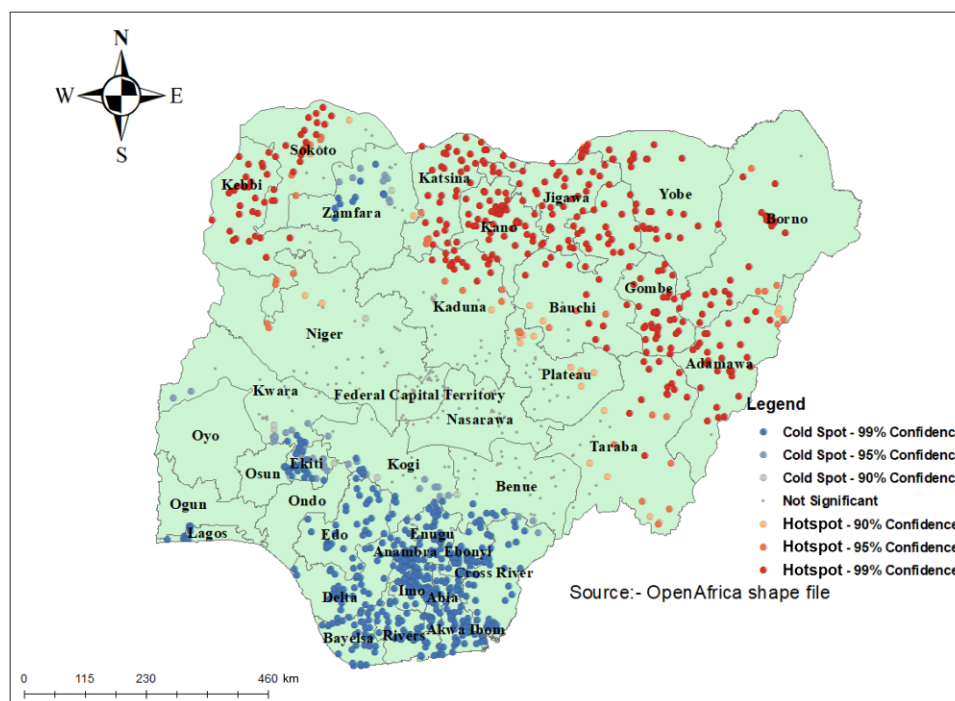 N
W E
S
Sokoto
Kebbi
Katsina
Zamfara
Jigawa
Yobe
Kano
Borno
Gombe
Kaduna
Bauchi
Niger
Adamawa
Plateau
Kwara
Federal Capital Territory
Nasarawa
Oyo
Taraba
Ekiti
Kogi
Osun
Benue
Ogun
Ondo
Lagos
Edo
Enugu
Anambra
Ebonyi
Cross River
Imo
Abia
Delta
Bayelsa
Rivers
Akwa Ibom
Legend
Cold Spot - 99% Confidence
Cold Spot - 95% Confidence
Cold Spot - 90% Confidence
Not Significant
Hotspot - 90% Confidence
Hotspot - 95% Confidence
Hotspot - 99% Confidence
Source:- OpenAfrica shape file
0 115 230 460 km